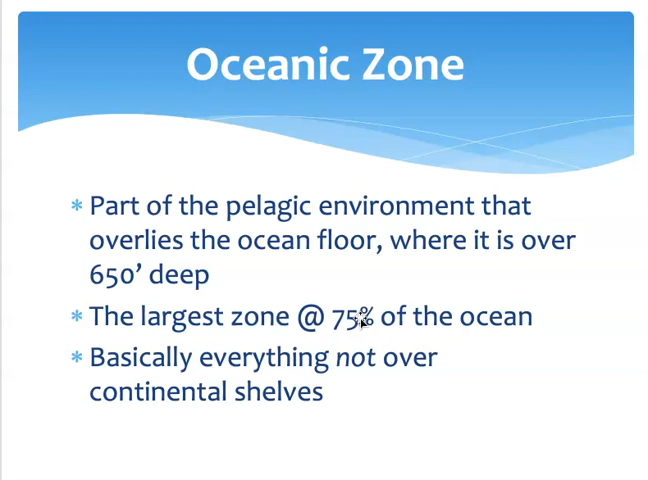 Oceanic Zone
* Part of the pelagic environment that
overlies the ocean floor, where it is over
650' deep
* The largest zone @ 75% of the ocean
* Basically everything not over
continental shelves